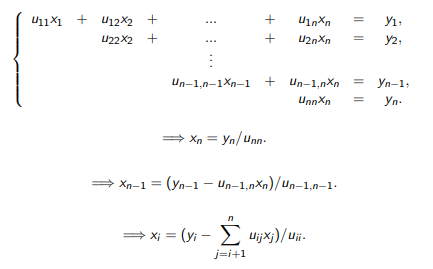 u₁₁x₁ + u₁₂x₂ + ... + u₁ₙxₙ = y₁,
u₂₂x₂ + ... + u₂ₙxₙ = y₂,
⋮
uₙ₋₁,ₙ₋₁xₙ₋₁ + uₙ₋₁,ₙxₙ = yₙ₋₁,
uₙₙxₙ = yₙ.
⟹ xₙ = yₙ/uₙₙ.
⟹ xₙ₋₁ = (yₙ₋₁ − uₙ₋₁,ₙxₙ)/uₙ₋₁,ₙ₋₁.
⟹ xᵢ = (yᵢ − ∑_{j=i+1}^{n} uᵢⱼxⱼ)/uᵢᵢ.